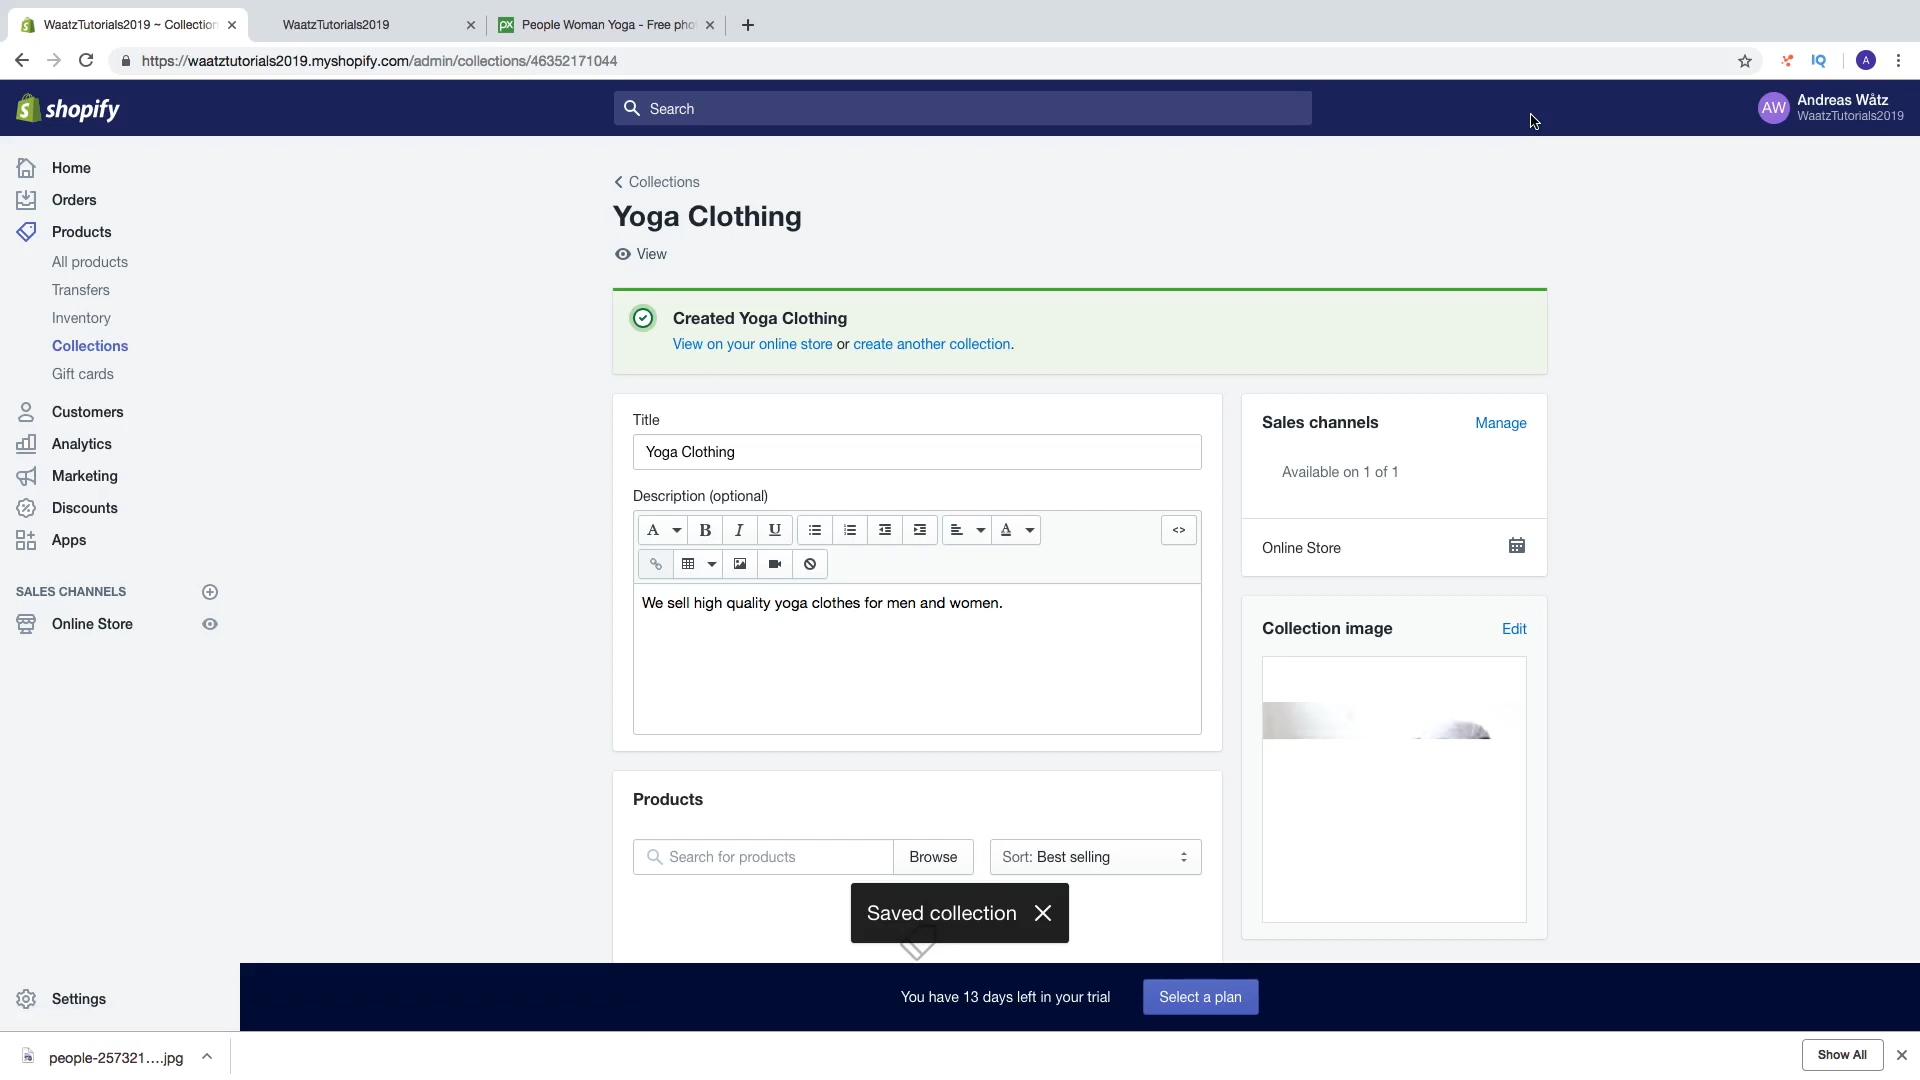 WaatzTutorials2019 ~ Collection
WaatzTutorials2019
People Woman Yoga - Free pho
https://waatztutorials2019.myshopify.com/admin/collections/46352171044
IQ
A
shopify
Search
AW
Andreas Wåtz
WaatzTutorials2019
Home
Orders
Products
All products
Transfers
Inventory
Collections
Gift cards
Customers
Analytics
Marketing
Discounts
Apps
SALES CHANNELS
Online Store
Settings
Collections
Yoga Clothing
View
Created Yoga Clothing
View on your online store or create another collection.
Title
Yoga Clothing
Description (optional)
A B I U A <>
We sell high quality yoga clothes for men and women.
Products
Search for products
Browse
Sort: Best selling
Saved collection
Sales channels
Manage
Available on 1 of 1
Online Store
Collection image
Edit
You have 13 days left in your trial
Select a plan
people-257321....jpg
Show All